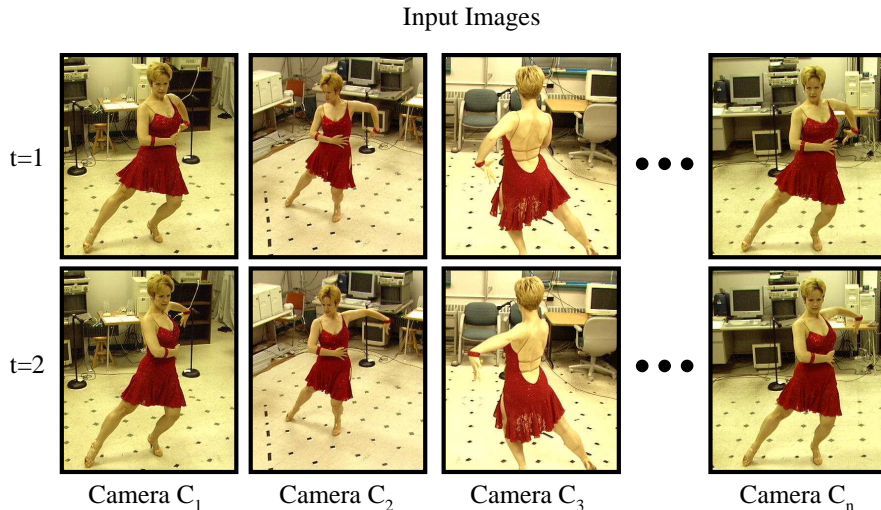 Input Images
t=1
t=2
Camera C₁ Camera C₂ Camera C₃ Camera Cₙ